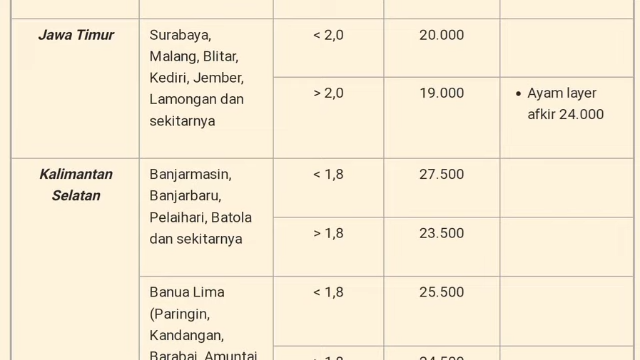 Jawa Timur
Surabaya,
Malang, Blitar,
Kediri, Jember,
Lamongan dan
sekitarnya
< 2,0
20.000
> 2,0
19.000
• Ayam layer
afkir 24.000
Kalimantan
Selatan
Banjarmasin,
Banjarbaru,
Pelaihari, Batola
dan sekitarnya
< 1,8
27.500
> 1,8
23.500
Banua Lima
(Paringin,
Kandangan,
Barabai, Amuntai
< 1,8
25.500
> 1,8
24.500